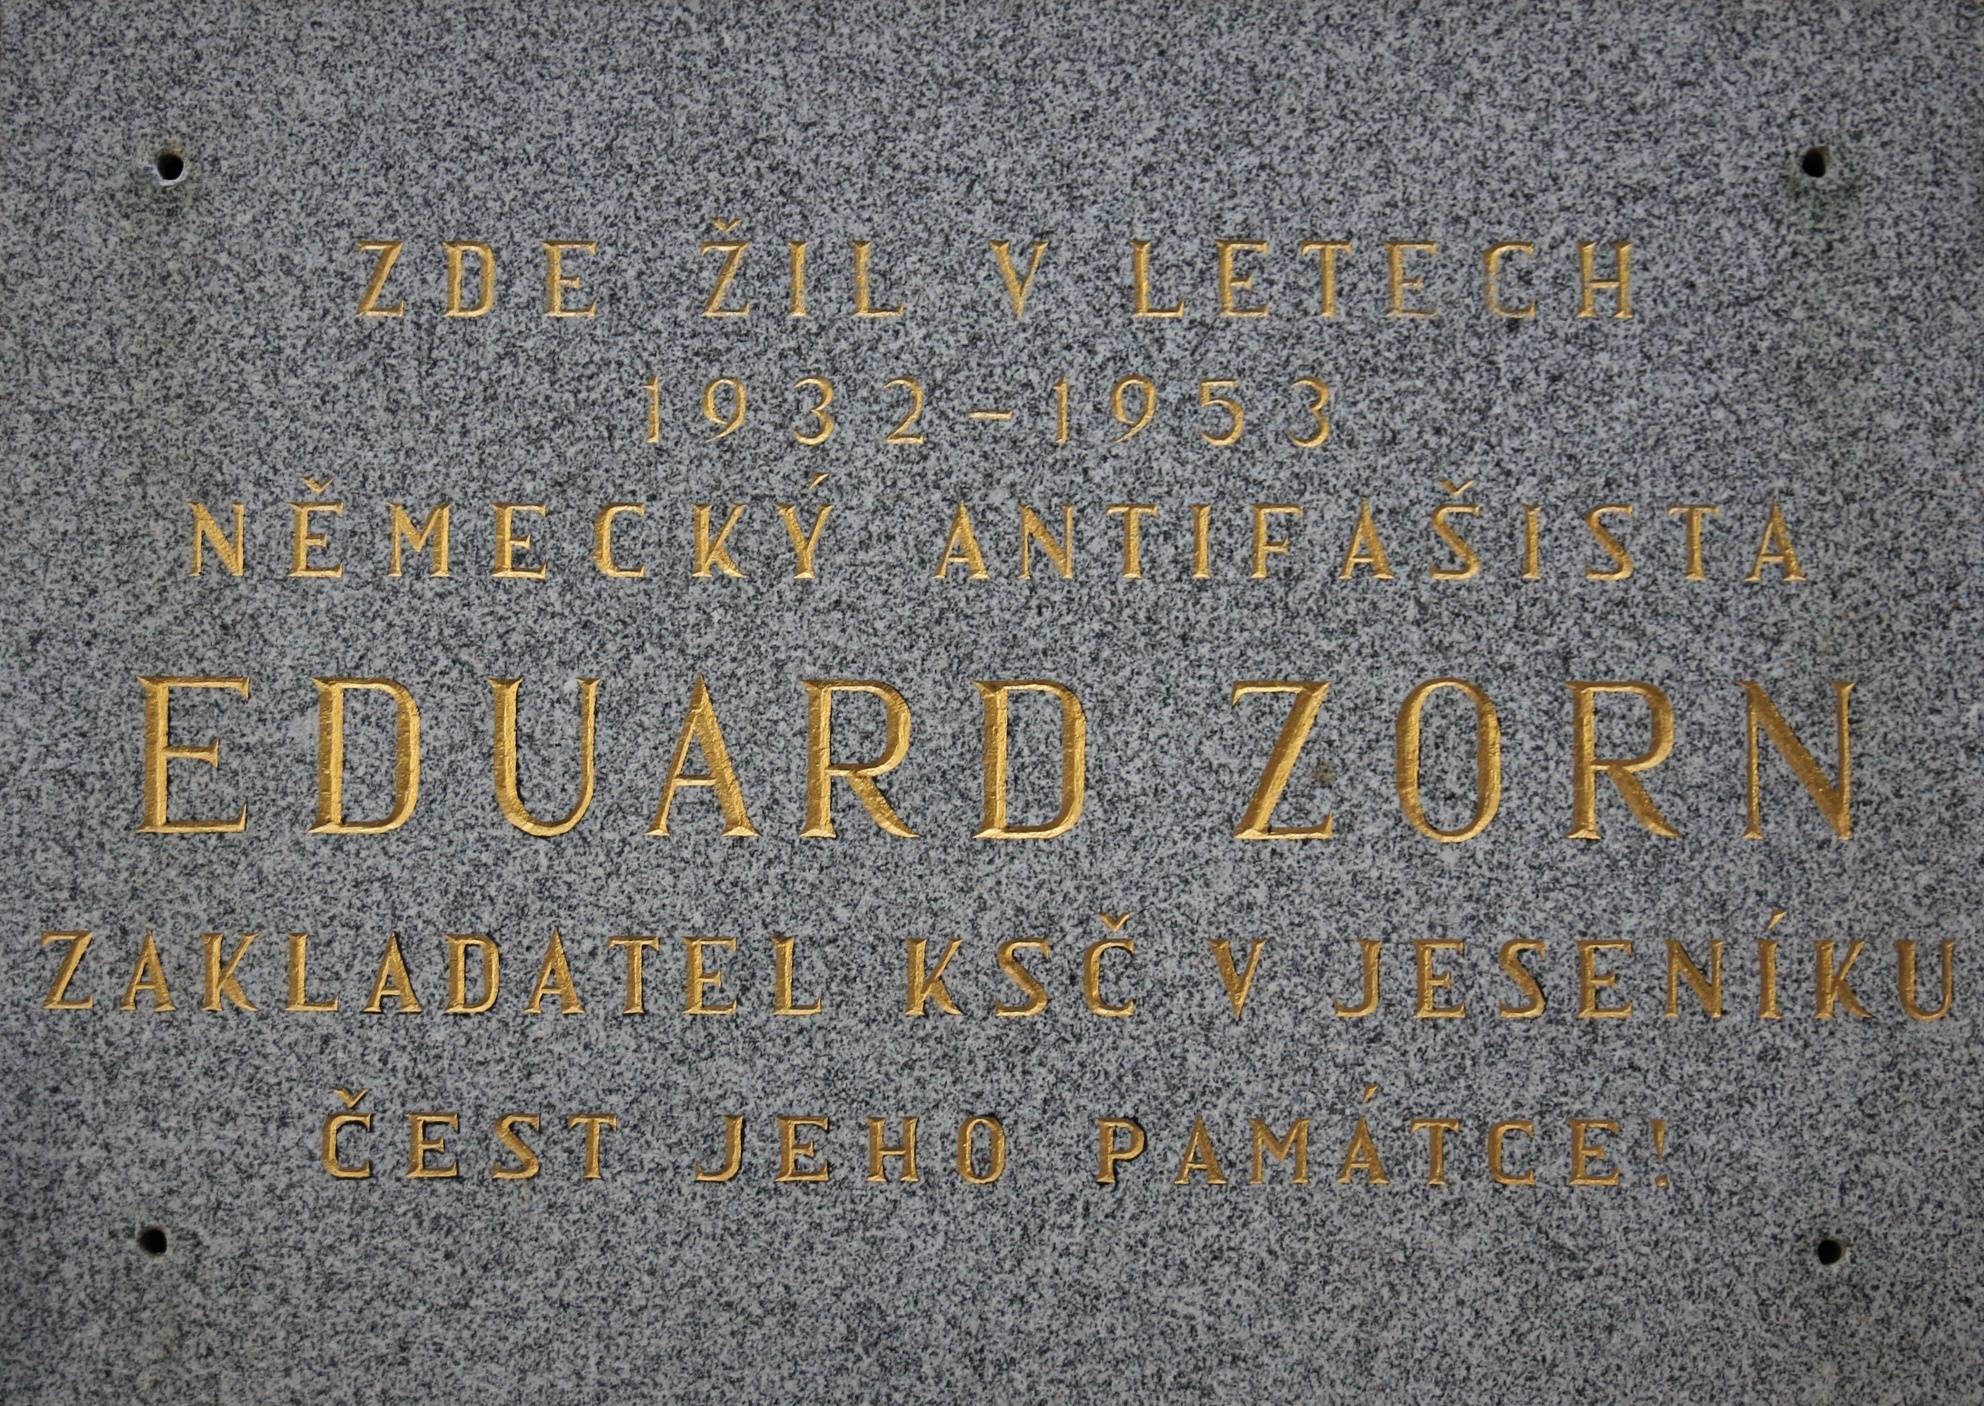 ZDE ŽIL V LETECH
1932-1953
NĚMECKÝ ANTIFAŠISTA
EDUARD ZORN
ZAKLADATEL KSČ V JESENÍKU
ČEST JEHO PAMÁTCE!